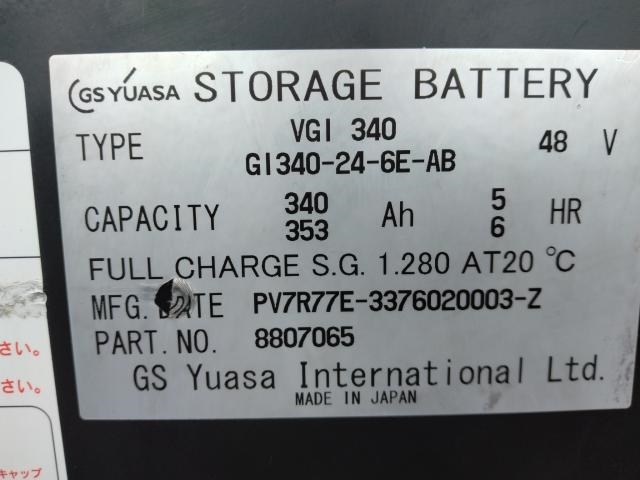 GS YUASA STORAGE BATTERY
TYPE VGI 340 48 V
GI340-24-6E-AB
CAPACITY 340 Ah 5 HR
353 6
FULL CHARGE S.G. 1.280 AT 20 °C
MFG. DATE PV7R77E-3376020003-Z
PART. NO. 8807065
GS Yuasa International Ltd.
MADE IN JAPAN
さい。
さい。
キャップ